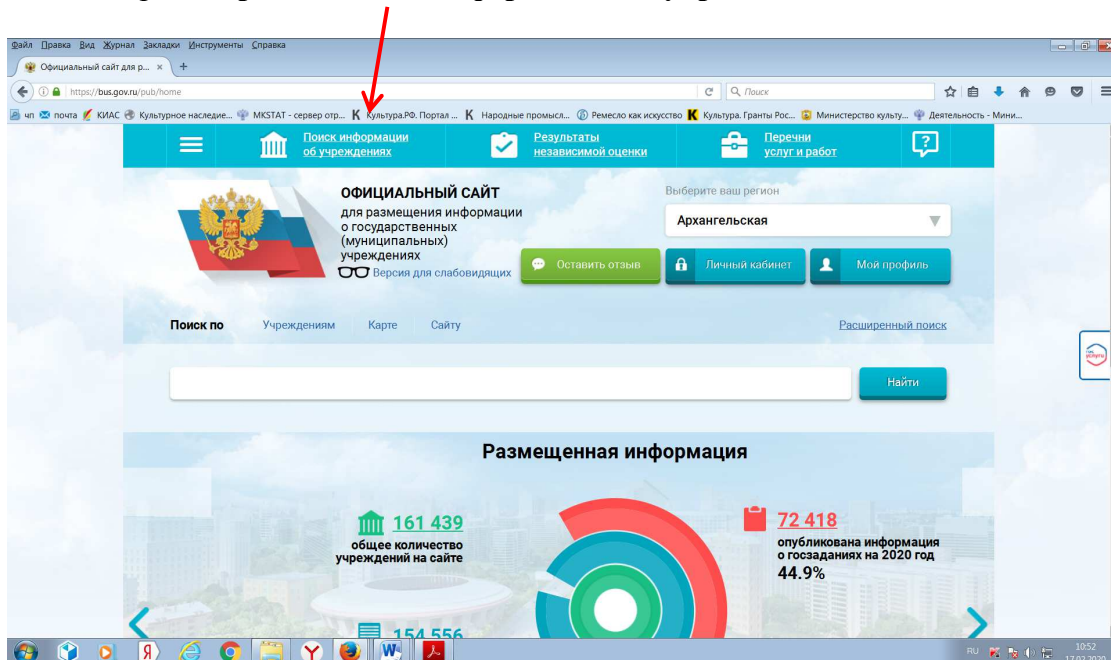 Файл Правка Вид Журнал Закладки Инструменты Справка
Официальный сайт для р... × +
https://bus.gov.ru/pub/home
Поиск
чп почта КИАС Культурное наследие... MKSTAT - сервер отр... Культура.РФ. Портал ... Народные промысл... Ремесло как искусство Культура. Гранты Рос... Министерство культу... Деятельность - Мини...
Поиск информации
об учреждениях
Результаты
независимой оценки
Перечни
услуг и работ
?
ОФИЦИАЛЬНЫЙ САЙТ
для размещения информации
о государственных
(муниципальных)
учреждениях
Версия для слабовидящих
Выберите ваш регион
Архангельская
Оставить отзыв
Личный кабинет
Мой профиль
Поиск по Учреждениям Карте Сайту Расширенный поиск
Найти
Размещенная информация
161 439
общее количество
учреждений на сайте
72 418
опубликована информация
о госзаданиях на 2020 год
44.9%
154 556
RU
10:52
17.02.2020